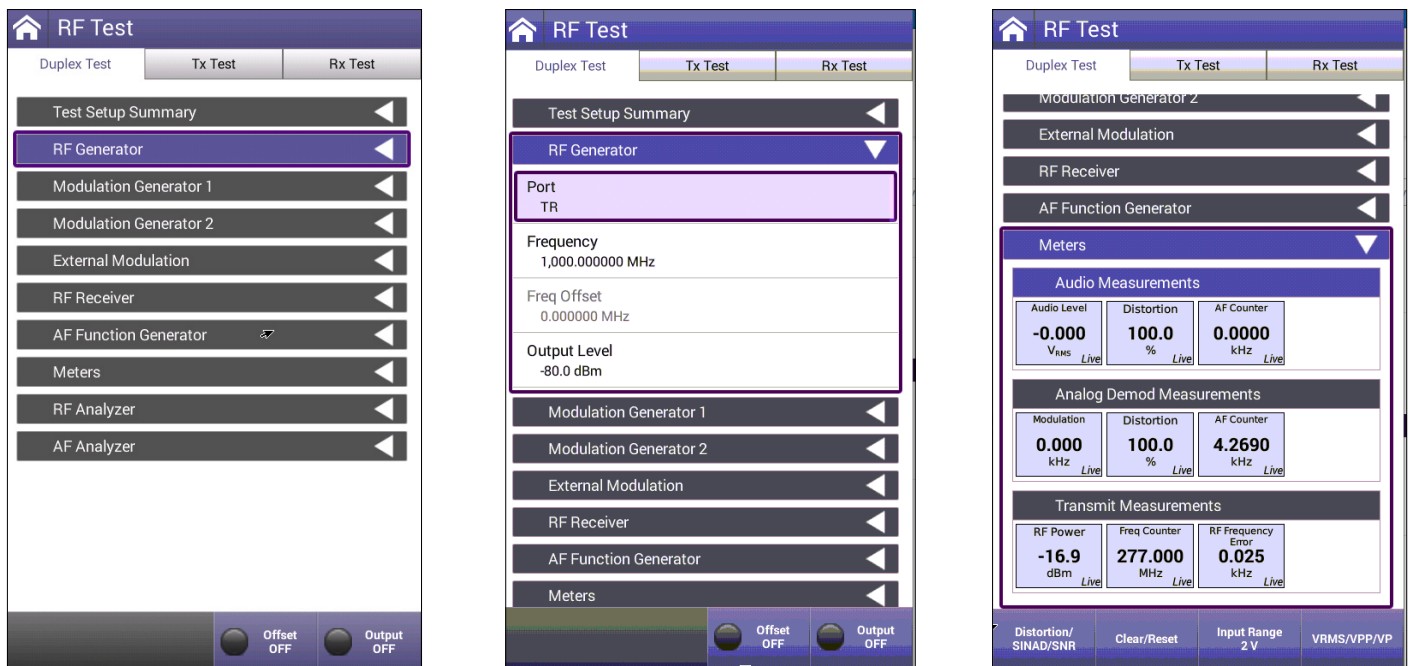 RF Test
Duplex Test
Tx Test
Rx Test
Test Setup Summary
RF Generator
Modulation Generator 1
Modulation Generator 2
External Modulation
RF Receiver
AF Function Generator
Meters
RF Analyzer
AF Analyzer
Offset
OFF
Output
OFF
RF Test
Duplex Test
Tx Test
Rx Test
Test Setup Summary
RF Generator
Port
TR
Frequency
1,000.000000 MHz
Freq Offset
0.000000 MHz
Output Level
-80.0 dBm
Modulation Generator 1
Modulation Generator 2
External Modulation
RF Receiver
AF Function Generator
Meters
Offset
OFF
Output
OFF
RF Test
Duplex Test
Tx Test
Rx Test
Modulation Generator 2
External Modulation
RF Receiver
AF Function Generator
Meters
Audio Measurements
Audio Level
-0.000
VRMS
Live
Distortion
100.0
%
Live
AF Counter
0.0000
kHz
Live
Analog Demod Measurements
Modulation
0.000
kHz
Live
Distortion
100.0
%
Live
AF Counter
4.2690
kHz
Live
Transmit Measurements
RF Power
-16.9
dBm
Live
Freq Counter
277.000
MHz
Live
RF Frequency
Error
0.025
kHz
Live
Distortion/
SINAD/SNR
Clear/Reset
Input Range
2 V
VRMS/VPP/VP